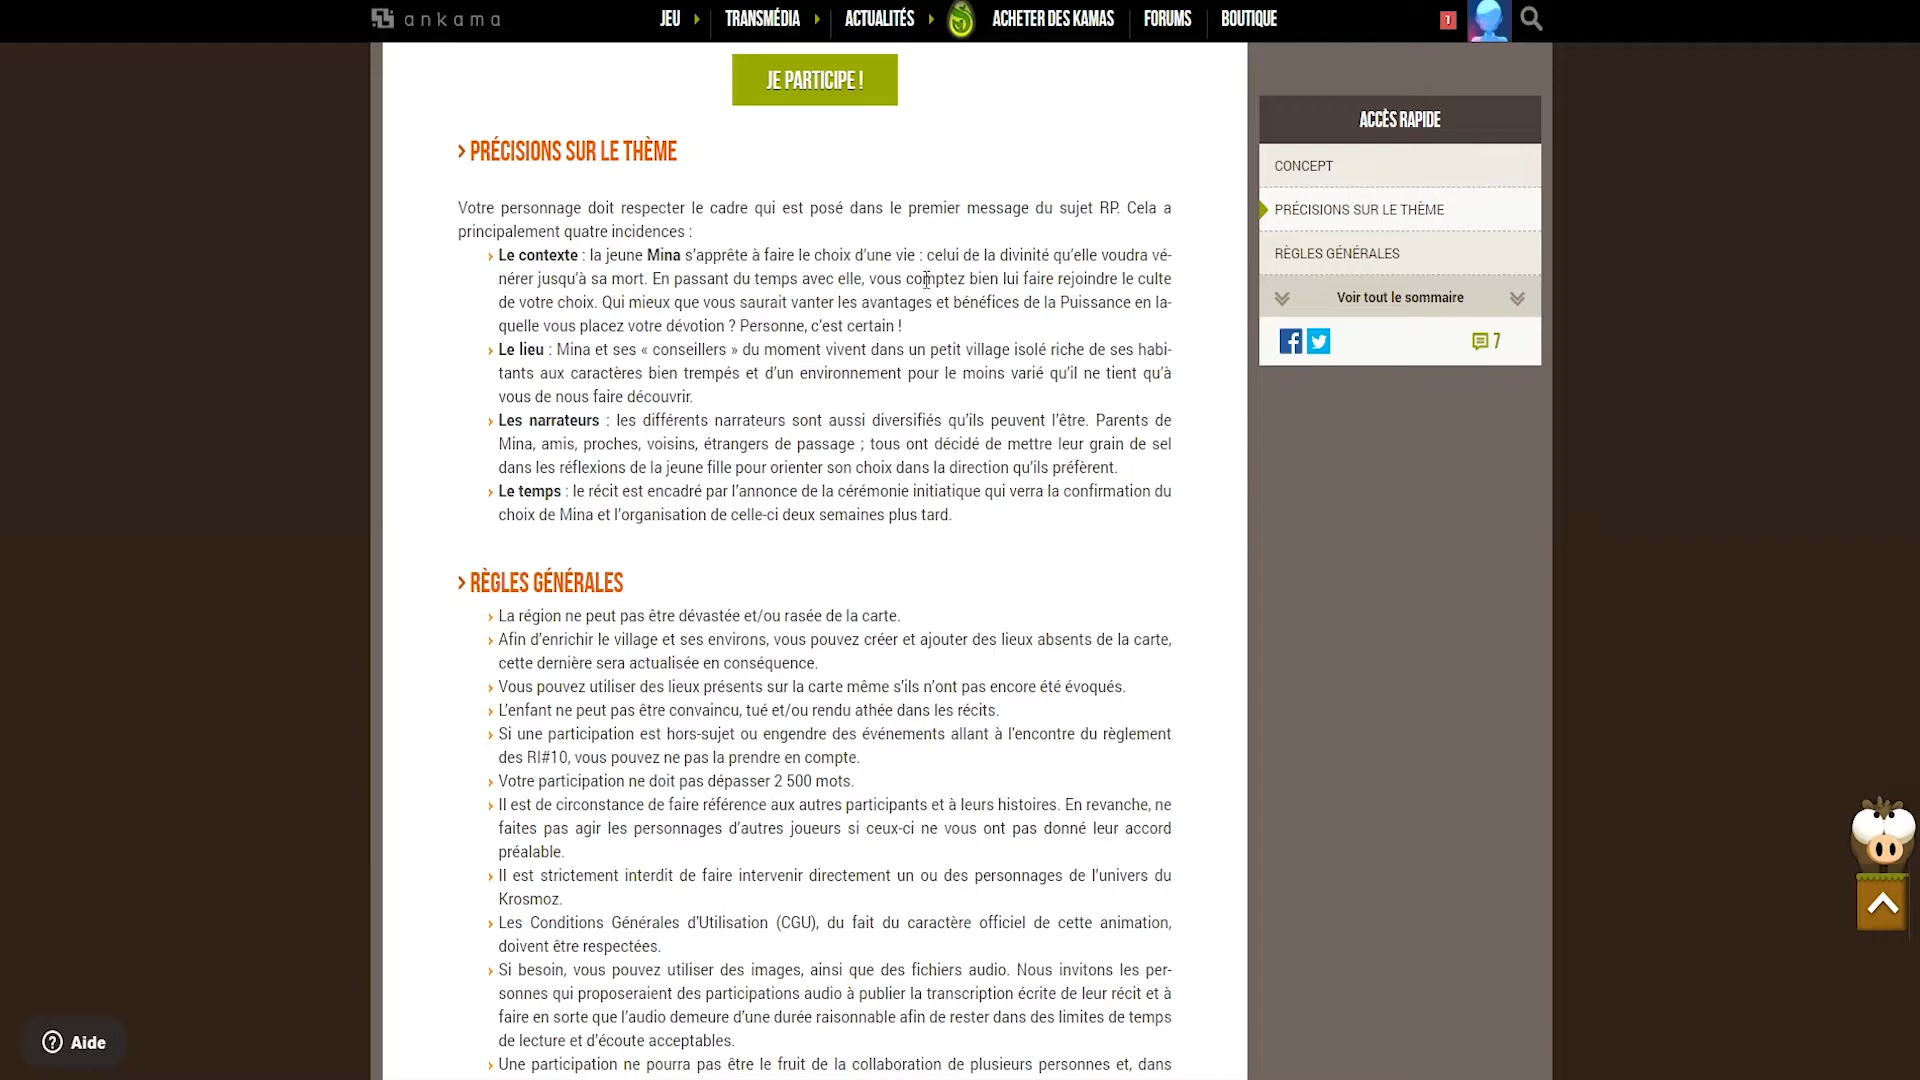 ankama
JEU
TRANSMÉDIA
ACTUALITÉS
ACHETER DES KAMAS
FORUMS
BOUTIQUE
1
JE PARTICIPE !
> PRÉCISIONS SUR LE THÈME
Votre personnage doit respecter le cadre qui est posé dans le premier message du sujet RP. Cela a
principalement quatre incidences :
› Le contexte : la jeune Mina s'apprête à faire le choix d'une vie : celui de la divinité qu'elle voudra vé-
nérer jusqu'à sa mort. En passant du temps avec elle, vous comptez bien lui faire rejoindre le culte
de votre choix. Qui mieux que vous saurait vanter les avantages et bénéfices de la Puissance en la-
quelle vous placez votre dévotion ? Personne, c'est certain !
› Le lieu : Mina et ses « conseillers » du moment vivent dans un petit village isolé riche de ses habi-
tants aux caractères bien trempés et d'un environnement pour le moins varié qu'il ne tient qu'à
vous de nous faire découvrir.
› Les narrateurs : les différents narrateurs sont aussi diversifiés qu'ils peuvent l'être. Parents de
Mina, amis, proches, voisins, étrangers de passage ; tous ont décidé de mettre leur grain de sel
dans les réflexions de la jeune fille pour orienter son choix dans la direction qu'ils préfèrent.
› Le temps : le récit est encadré par l'annonce de la cérémonie initiatique qui verra la confirmation du
choix de Mina et l'organisation de celle-ci deux semaines plus tard.
> RÈGLES GÉNÉRALES
› La région ne peut pas être dévastée et/ou rasée de la carte.
› Afin d'enrichir le village et ses environs, vous pouvez créer et ajouter des lieux absents de la carte,
cette dernière sera actualisée en conséquence.
› Vous pouvez utiliser des lieux présents sur la carte même s'ils n'ont pas encore été évoqués.
› L'enfant ne peut pas être convaincu, tué et/ou rendu athée dans les récits.
› Si une participation est hors-sujet ou engendre des événements allant à l'encontre du règlement
des RI#10, vous pouvez ne pas la prendre en compte.
› Votre participation ne doit pas dépasser 2 500 mots.
› Il est de circonstance de faire référence aux autres participants et à leurs histoires. En revanche, ne
faites pas agir les personnages d'autres joueurs si ceux-ci ne vous ont pas donné leur accord
préalable.
› Il est strictement interdit de faire intervenir directement un ou des personnages de l'univers du
Krosmoz.
› Les Conditions Générales d'Utilisation (CGU), du fait du caractère officiel de cette animation,
doivent être respectées.
› Si besoin, vous pouvez utiliser des images, ainsi que des fichiers audio. Nous invitons les per-
sonnes qui proposeraient des participations audio à publier la transcription écrite de leur récit et à
faire en sorte que l'audio demeure d'une durée raisonnable afin de rester dans des limites de temps
de lecture et d'écoute acceptables.
› Une participation ne pourra pas être le fruit de la collaboration de plusieurs personnes et, dans
ACCÈS RAPIDE
CONCEPT
PRÉCISIONS SUR LE THÈME
RÈGLES GÉNÉRALES
Voir tout le sommaire
7
? Aide